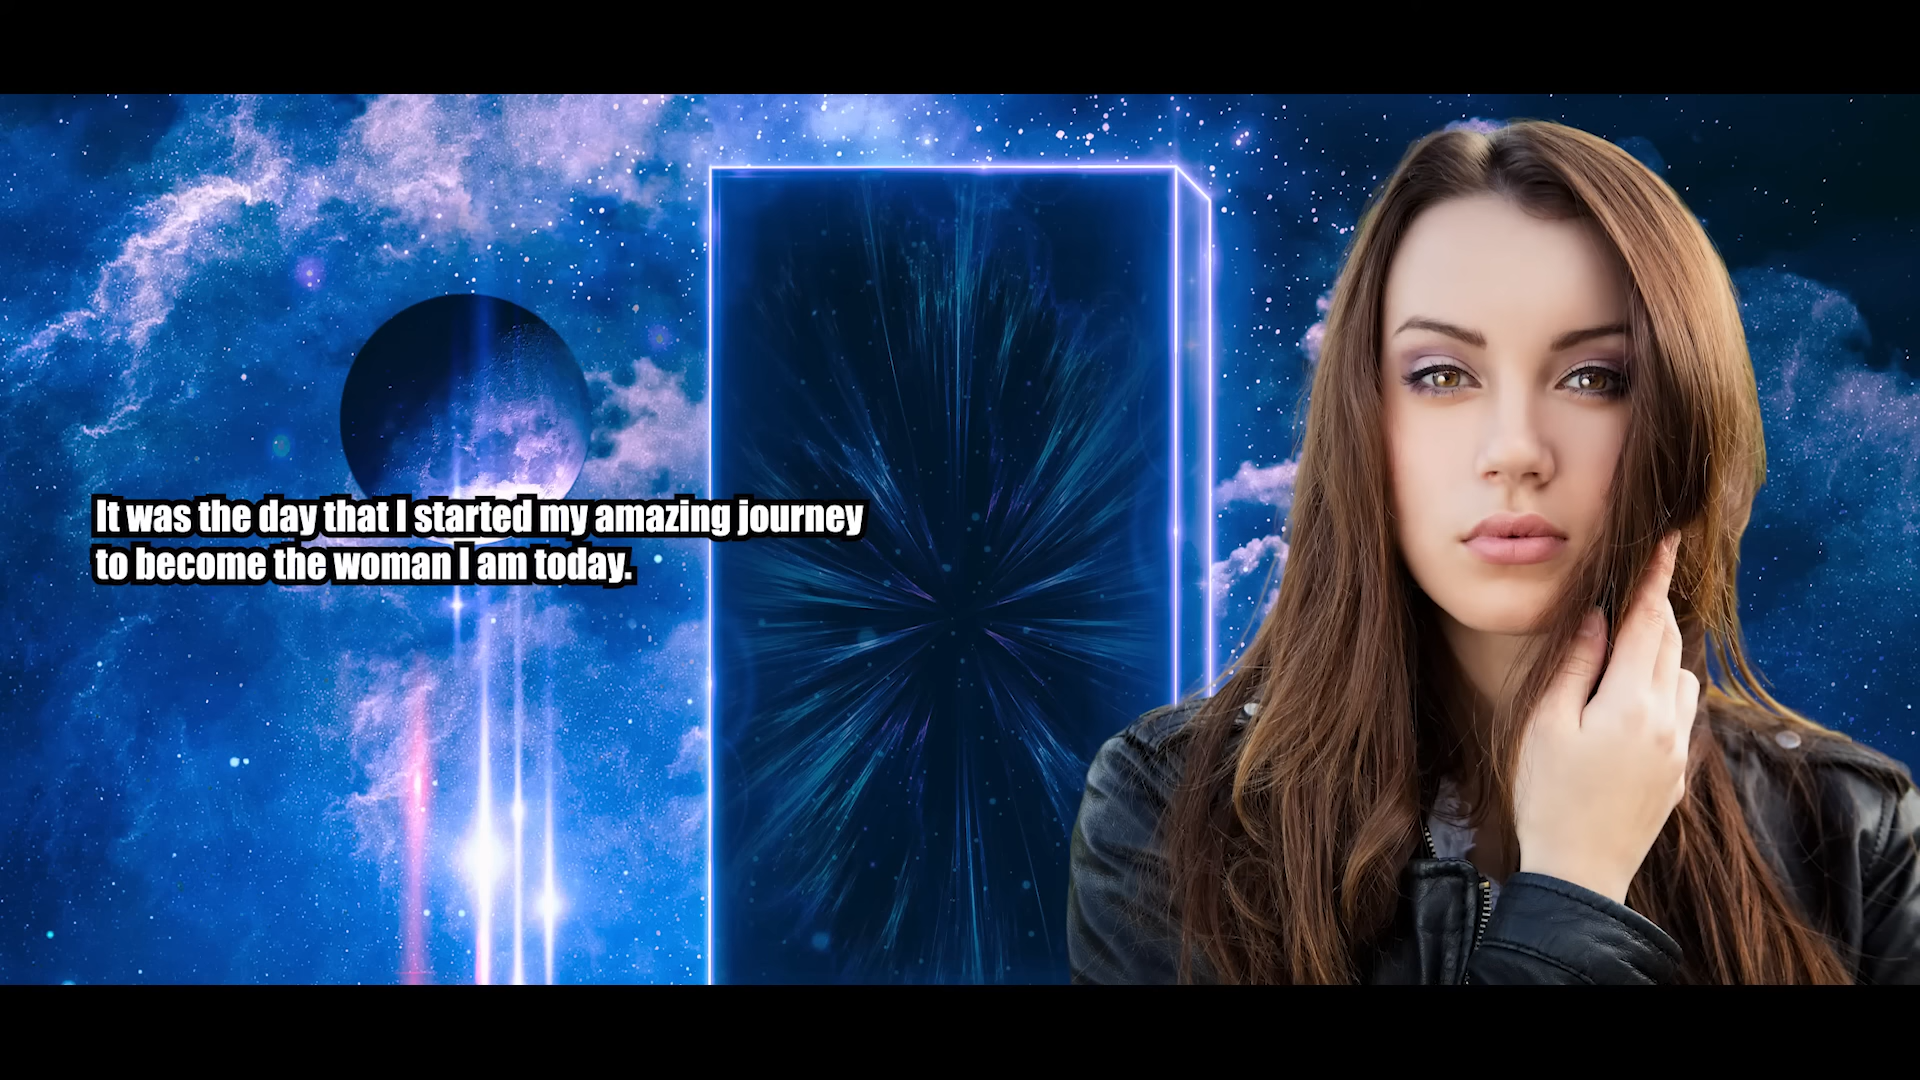 It was the day that I started my amazing journey
to become the woman I am today.